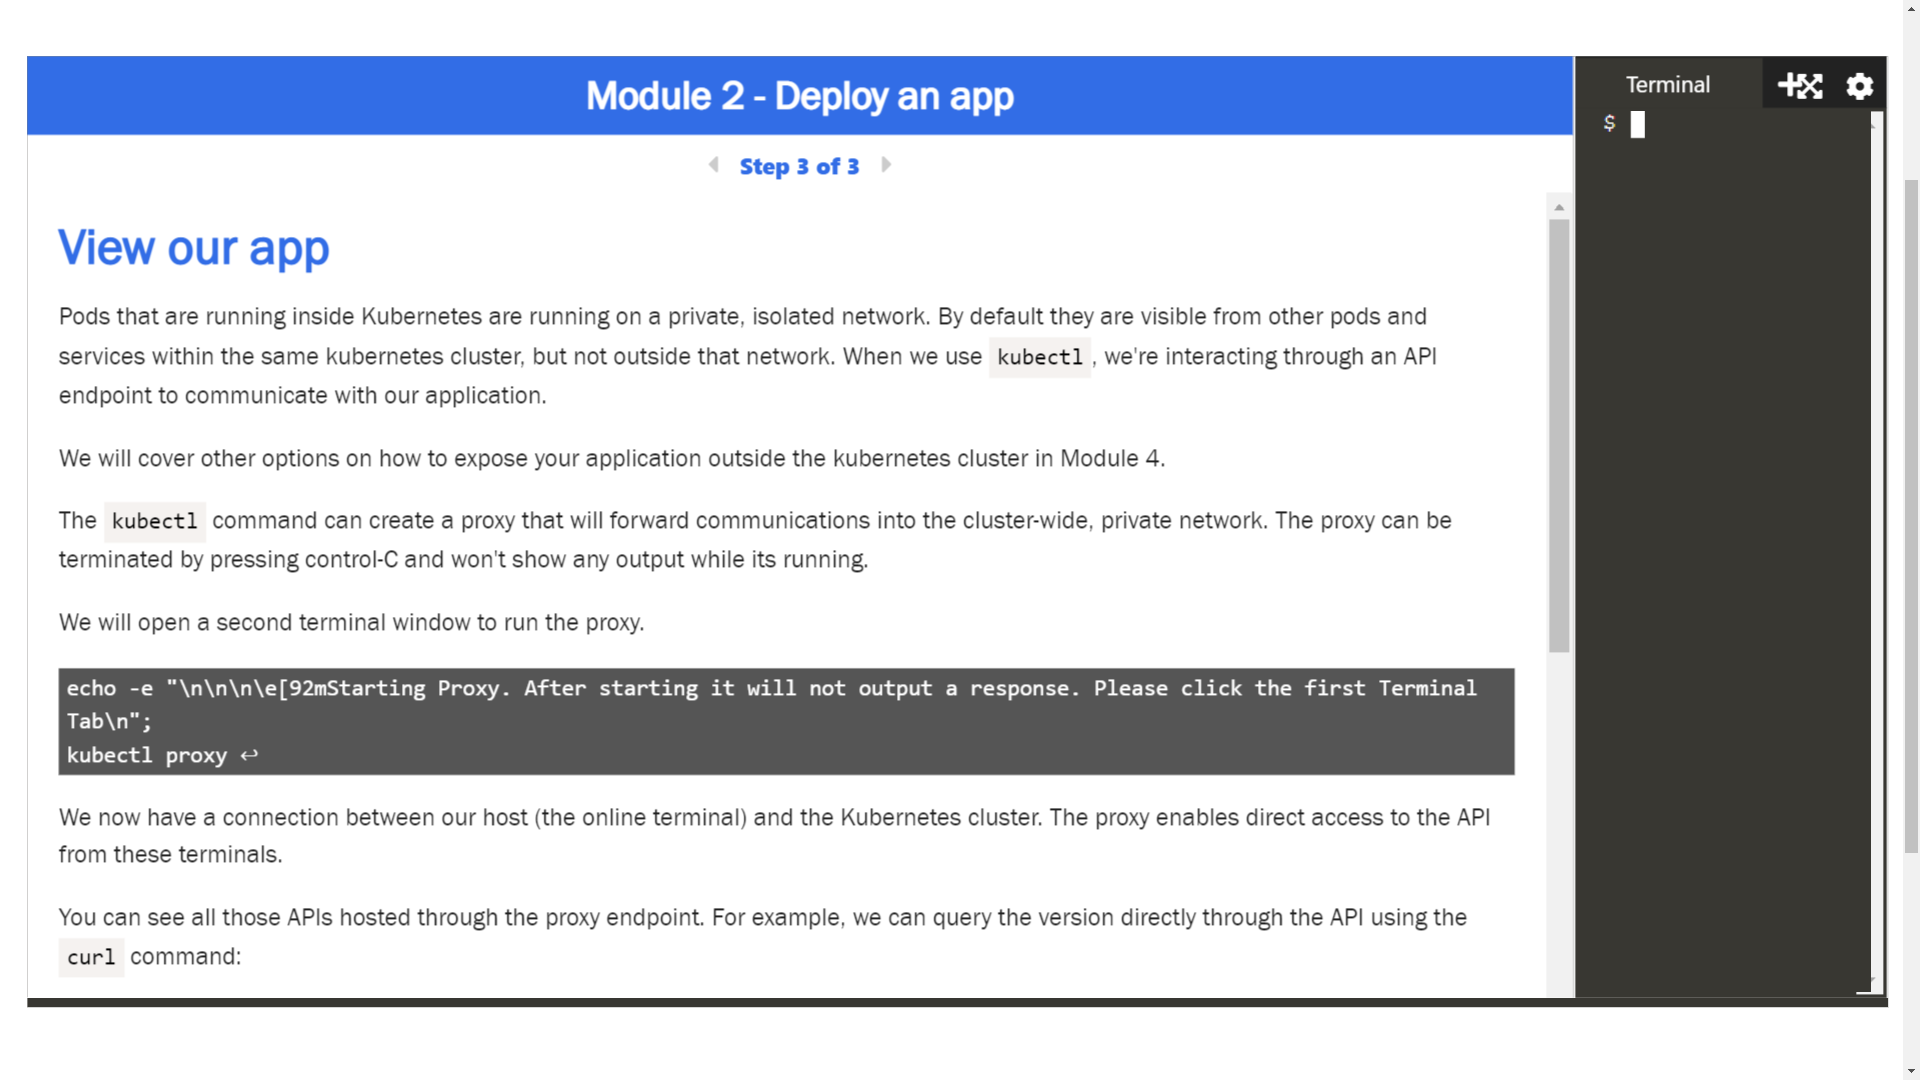 Module 2 - Deploy an app
Terminal
$
Step 3 of 3
View our app
Pods that are running inside Kubernetes are running on a private, isolated network. By default they are visible from other pods and
services within the same kubernetes cluster, but not outside that network. When we use kubectl , we're interacting through an API
endpoint to communicate with our application.
We will cover other options on how to expose your application outside the kubernetes cluster in Module 4.
The kubectl command can create a proxy that will forward communications into the cluster-wide, private network. The proxy can be
terminated by pressing control-C and won't show any output while its running.
We will open a second terminal window to run the proxy.
echo -e "\n\n\n\e[92mStarting Proxy. After starting it will not output a response. Please click the first Terminal
Tab\n";
kubectl proxy ↩
We now have a connection between our host (the online terminal) and the Kubernetes cluster. The proxy enables direct access to the API
from these terminals.
You can see all those APIs hosted through the proxy endpoint. For example, we can query the version directly through the API using the
curl command: